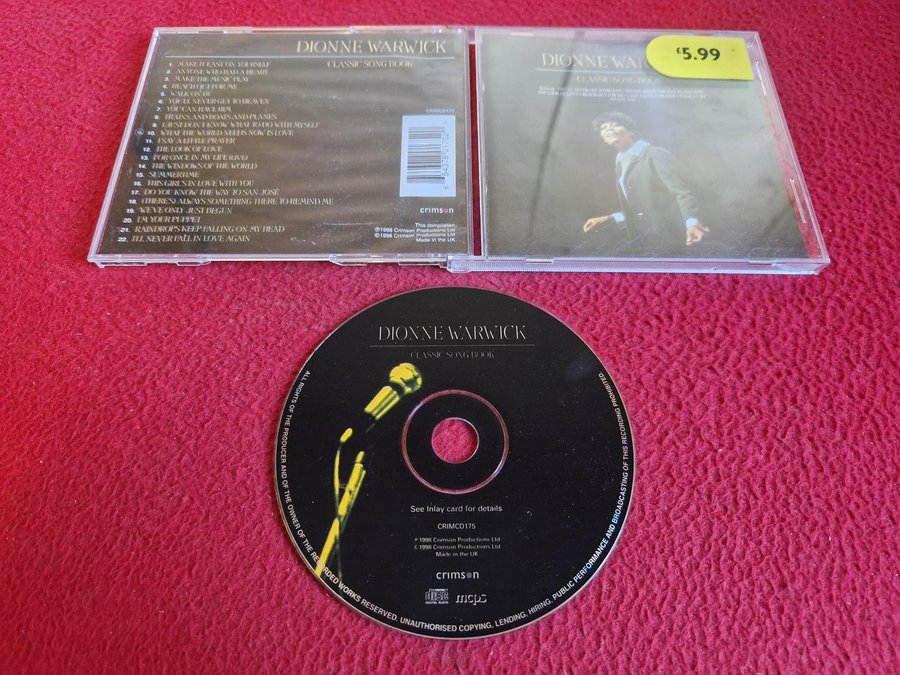 DIONNE WARWICK
CLASSIC SONG BOOK
1. MAKE IT EASY ON YOURSELF
2. ANYONE WHO HAD A HEART
3. MAKE THE MUSIC PLAY
4. REACH OUT FOR ME
5. WALK ON BY
6. YOU'LL NEVER GET TO HEAVEN
7. YOU CAN HAVE HIM
8. TRAINS AND BOATS AND PLANES
9. I JUST DON'T KNOW WHAT TO DO WITH MYSELF
10. WHAT THE WORLD NEEDS NOW IS LOVE
11. I SAY A LITTLE PRAYER
12. THE LOOK OF LOVE
13. FOR ONCE IN MY LIFE (LIVE)
14. THE WINDOWS OF THE WORLD
15. SUMMERTIME
16. THIS GIRL'S IN LOVE WITH YOU
17. DO YOU KNOW THE WAY TO SAN JOSÉ
18. (THERE'S) ALWAYS SOMETHING THERE TO REMIND ME
19. WE'VE ONLY JUST BEGUN
20. I'M YOUR PUPPET
21. RAINDROPS KEEP FALLING ON MY HEAD
22. I'LL NEVER FALL IN LOVE AGAIN
CRIMCD175
crimson
This compilation
℗1998 Crimson Productions Ltd
©1998 Crimson Productions Ltd
Made in the UK
DIONNE
CLASSIC SONG BOOK
£5.99
DIONNE WARWICK
CLASSIC SONG BOOK
See Inlay card for details
CRIMCD175
℗ 1998 Crimson Productions Ltd
© 1998 Crimson Productions Ltd
Made in the UK
crimson
COMPACT
disc
DIGITAL AUDIO
mcps
ALL RIGHTS OF THE PRODUCER AND OF THE OWNER OF THE RECORDED WORKS RESERVED. UNAUTHORISED COPYING, LENDING, HIRING, PUBLIC PERFORMANCE AND BROADCASTING OF THIS RECORDING PROHIBITED.